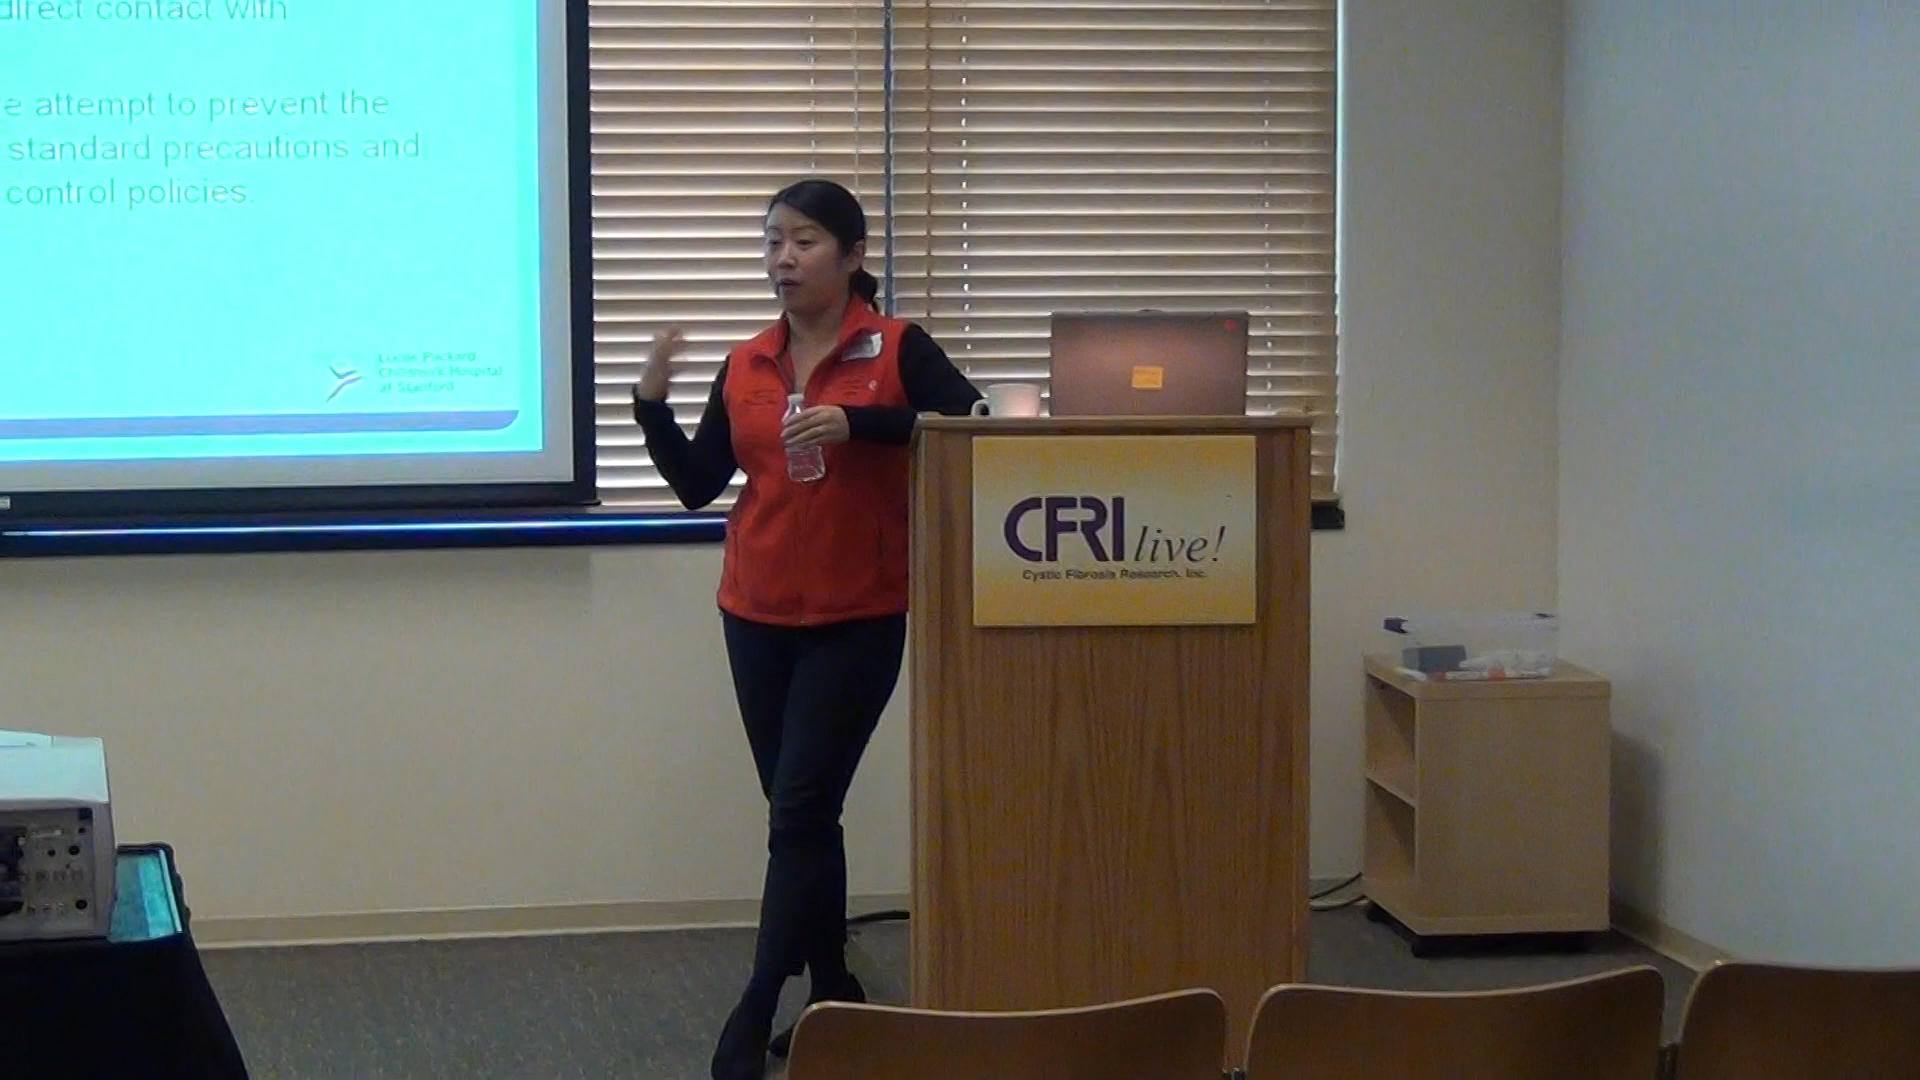 direct contact with
attempt to prevent the
standard precautions and
control policies.
Lucile Packard
Children's Hospital
at Stanford
CFRI live!
Cystic Fibrosis Research, Inc.